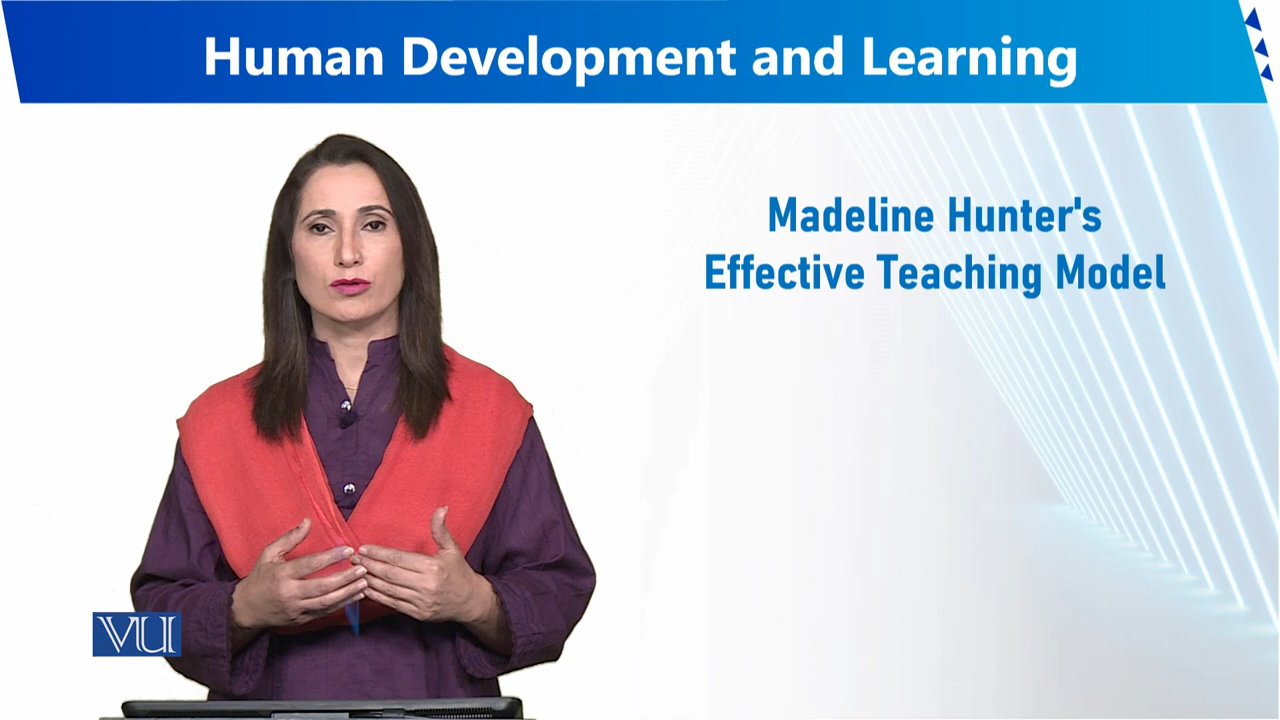 Human Development and Learning
Madeline Hunter's
Effective Teaching Model
VU